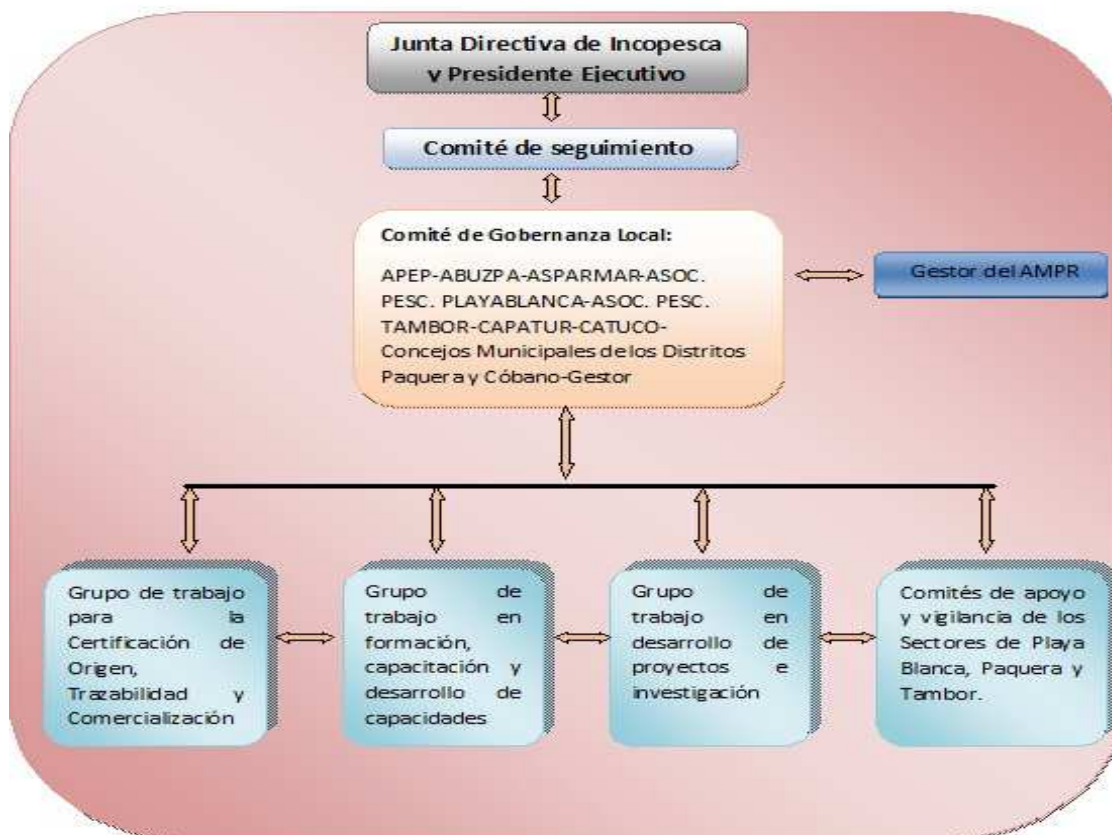 Junta Directiva de Incopesca
y Presidente Ejecutivo
Comité de seguimiento
Comité de Gobernanza Local:
APEP-ABUZPA-ASPARMAR-ASOC.
PESC. PLAYABLANCA-ASOC. PESC.
TAMBOR-CAPATUR-CATUCO-
Concejos Municipales de los Distritos
Paquera y Cóbano-Gestor
Gestor del AMPR
Grupo de trabajo
para la
Certificación de
Origen,
Trazabilidad y
Comercialización
Grupo de
trabajo en
formación,
capacitación y
desarrollo de
capacidades
Grupo de
trabajo en
desarrollo de
proyectos e
investigación
Comités de apoyo
y vigilancia de los
Sectores de Playa
Blanca, Paquera y
Tambor.